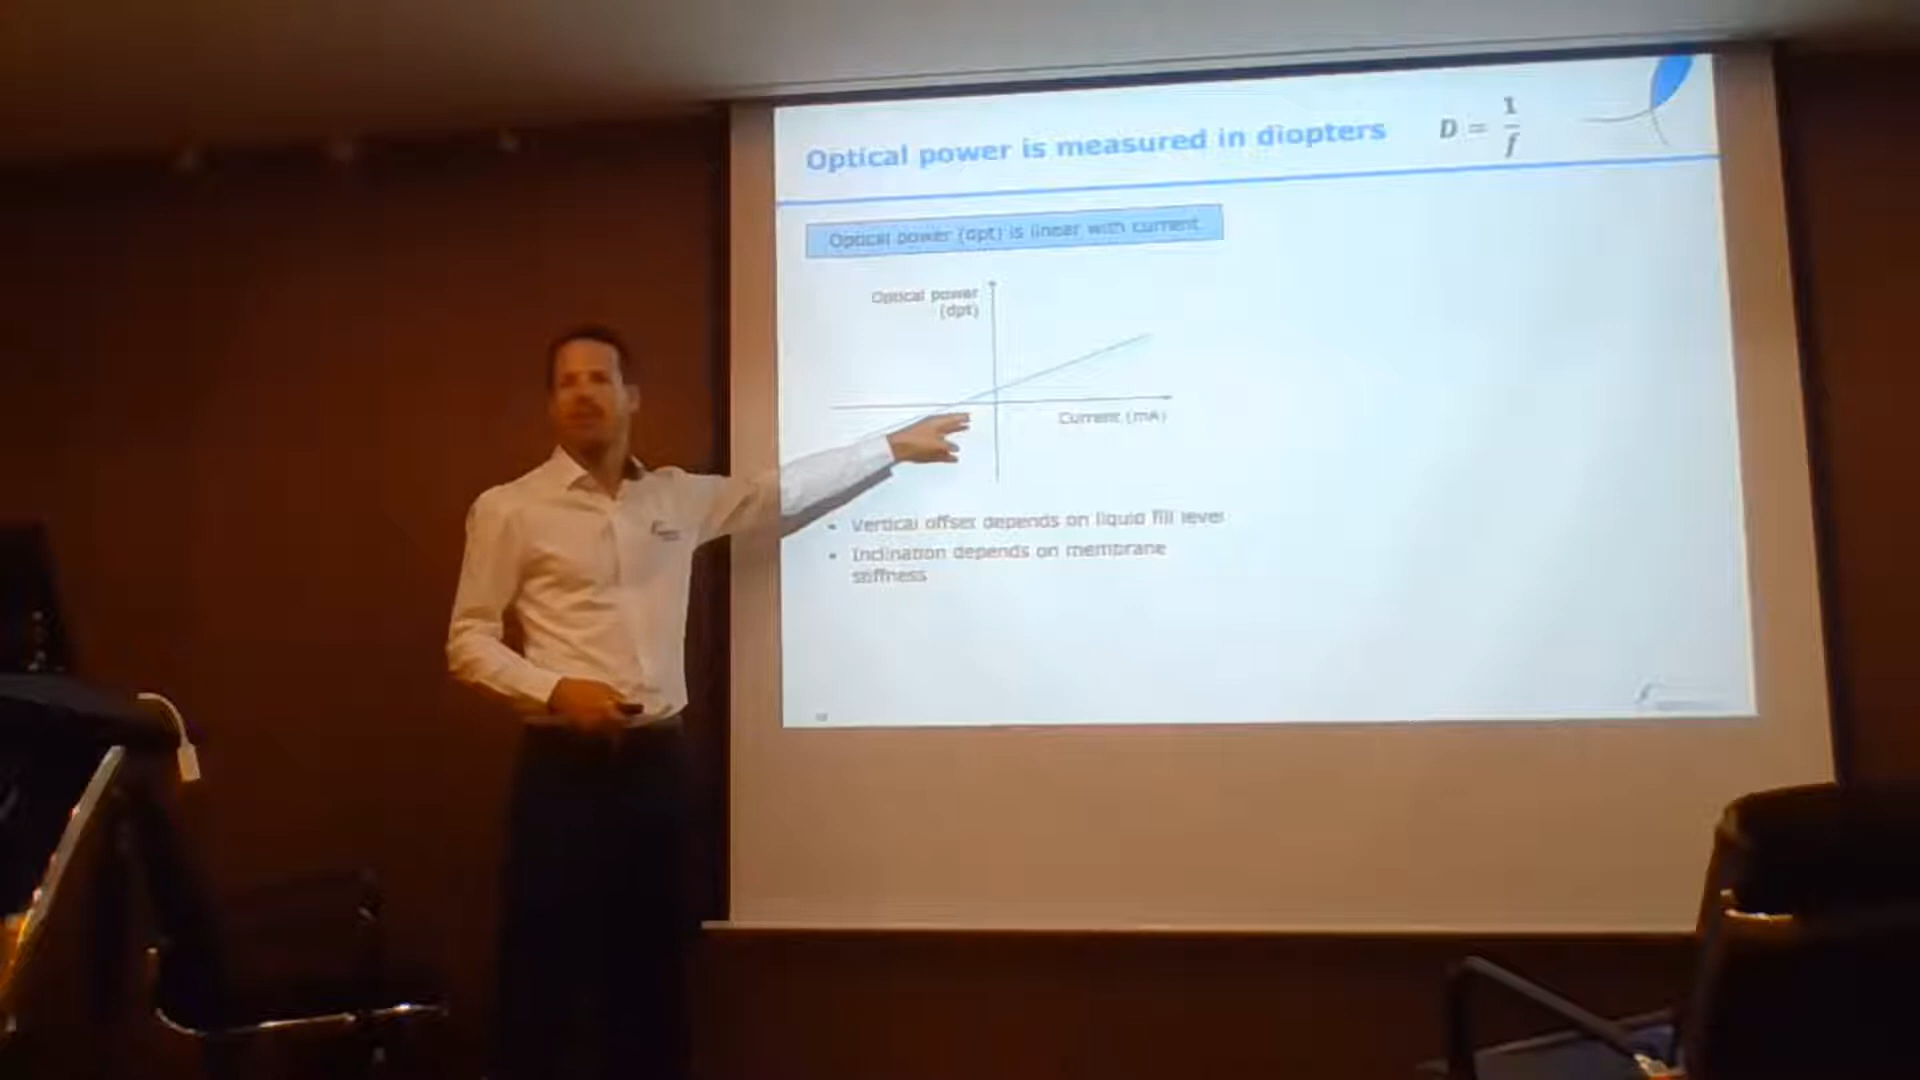 Optical power is measured in diopters
D = 1/f
Optical power (dpt) is linear with current
Optical power
(dpt)
Current (mA)
• Vertical offset depends on liquid fill level
• Inclination depends on membrane
stiffness